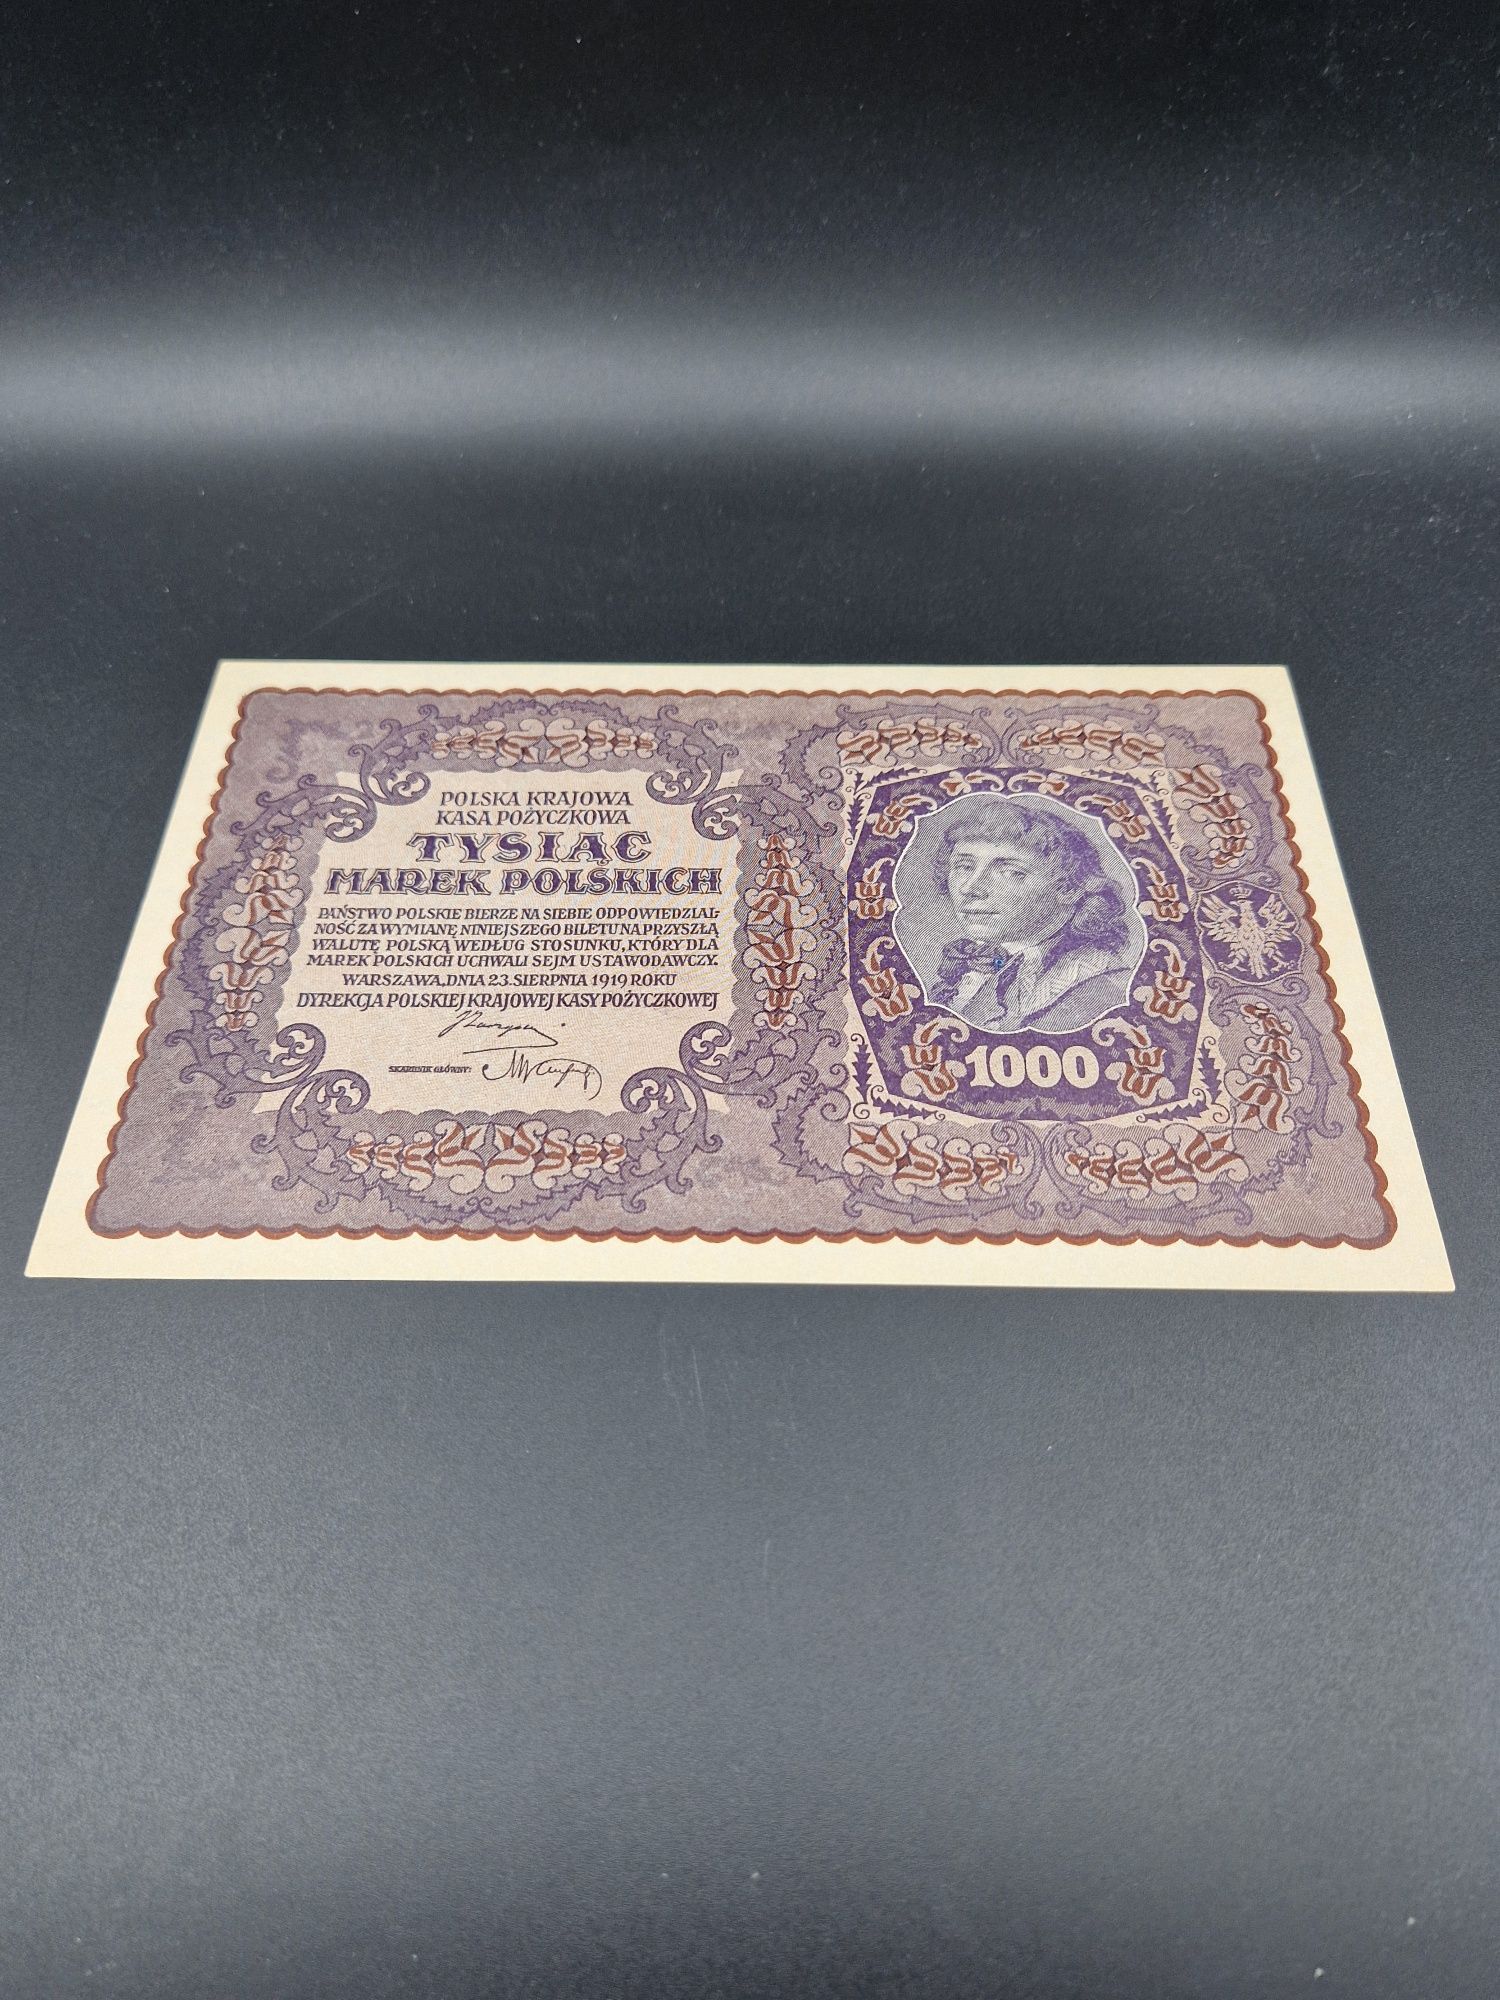 POLSKA KRAJOWA
KASA POŻYCZKOWA
TYSIĄC
MAREK POLSKICH
PAŃSTWO POLSKIE BIERZE NA SIEBIE ODPOWIEDZIAL-
NOŚĆ ZA WYMIANĘ NINIEJSZEGO BILETU NA PRZYSZŁĄ
WALUTĘ POLSKĄ WEDŁUG STOSUNKU, KTÓRY DLA
MAREK POLSKICH UCHWALI SEJM USTAWODAWCZY.
WARSZAWA, DNIA 23. SIERPNIA 1919 ROKU
DYREKCJA POLSKIEJ KRAJOWEJ KASY POŻYCZKOWEJ
SKARBNIK GŁÓWNY:
1000